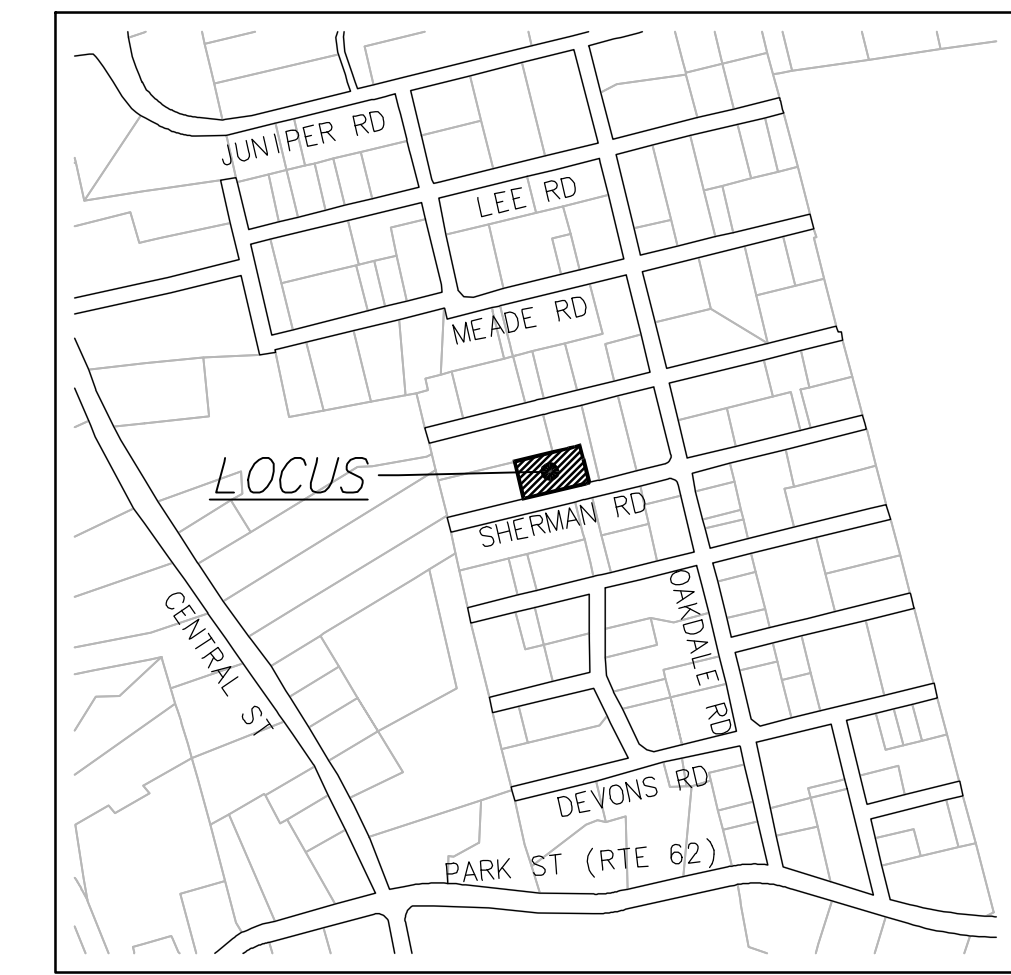 JUNIPER RD
LEE RD
MEADE RD
LOCUS
SHERMAN RD
OAKDALE RD
CENTRAL ST
DEVONS RD
PARK ST (RTE 62)